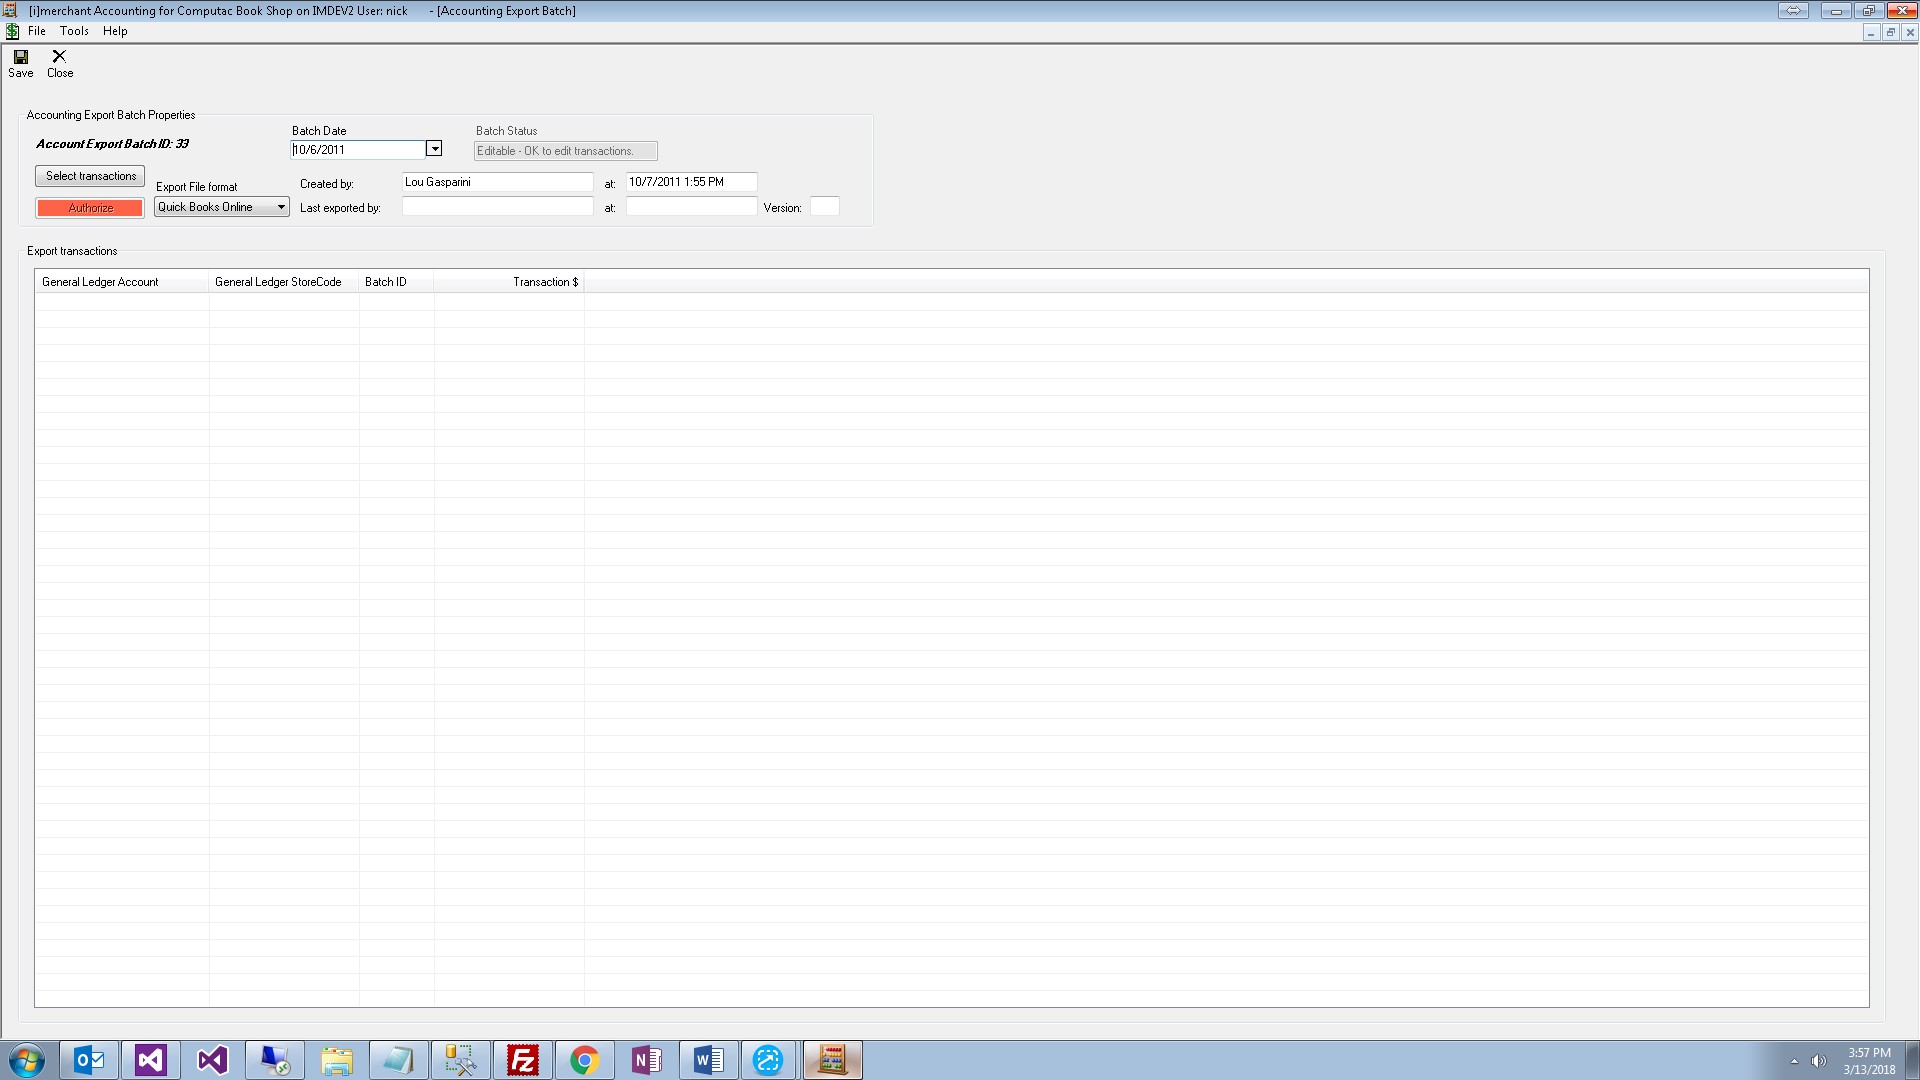 [i]merchant Accounting for Computac Book Shop on IMDEV2 User: nick - [Accounting Export Batch]
File Tools Help
Save Close
Accounting Export Batch Properties
Account Export Batch ID: 33
Batch Date
Batch Status
10/6/2011
Editable - OK to edit transactions.
Select transactions
Export File format
Created by: Lou Gasparini at: 10/7/2011 1:55 PM
Authorize
Quick Books Online
Last exported by: at: Version:
Export transactions
General Ledger Account General Ledger StoreCode Batch ID Transaction $
3:57 PM
3/13/2018